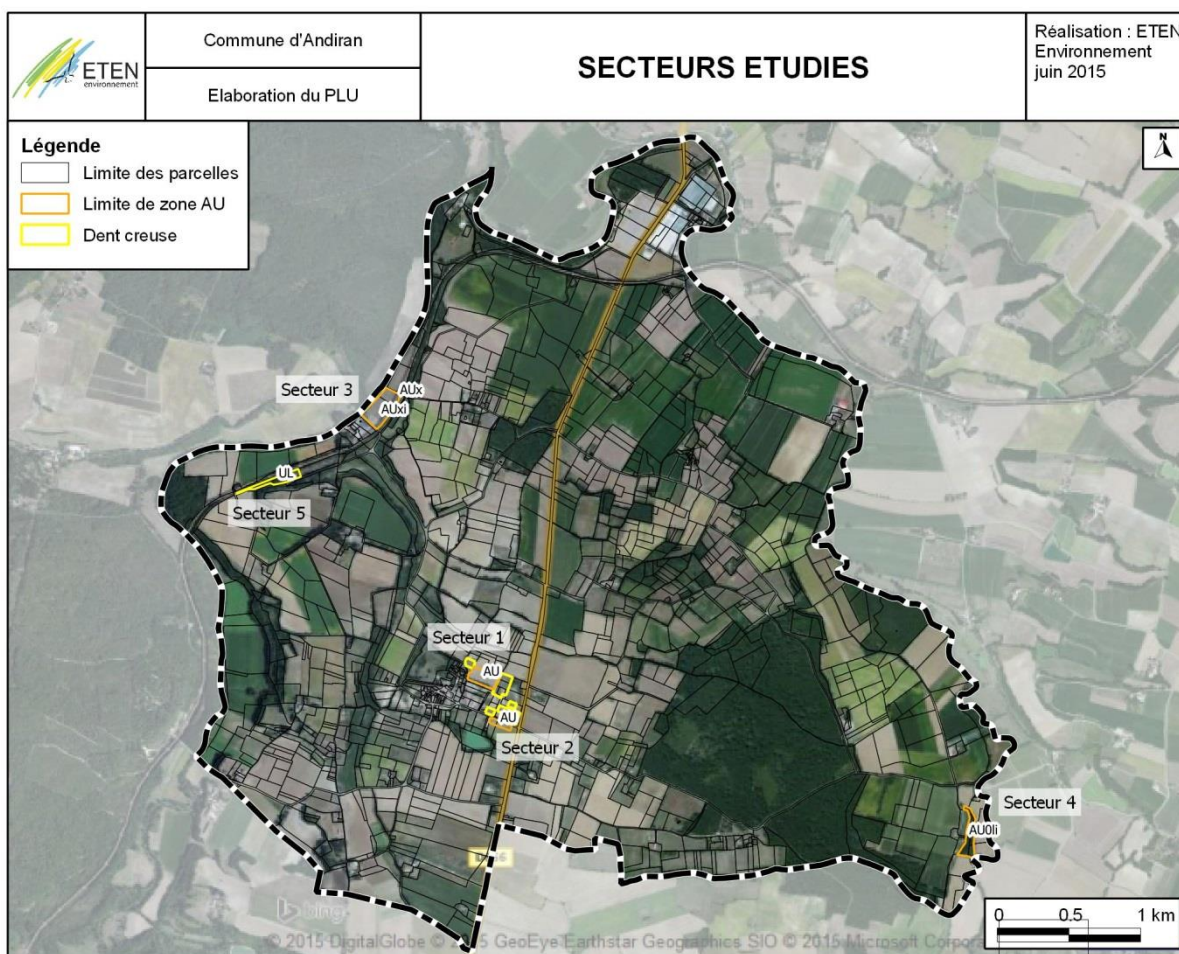 ETEN
environnement
Commune d'Andiran
Elaboration du PLU
SECTEURS ETUDIES
Réalisation : ETEN
Environnement
juin 2015
Légende
Limite des parcelles
Limite de zone AU
Dent creuse
N
Secteur 3
AUx
AUxi
UL
Secteur 5
Secteur 1
AU
AU
Secteur 2
Secteur 4
AU0li
bing
0 0.5 1 km
© 2015 DigitalGlobe © 2015 GeoEye Earthstar Geographics SIO © 2015 Microsoft